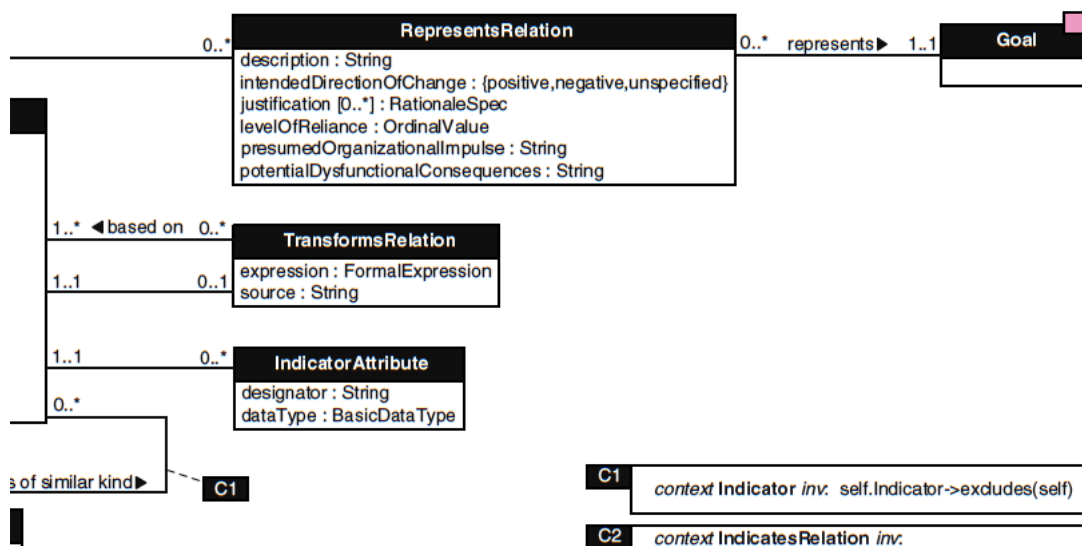 RepresentsRelation
0..*
description : String
intendedDirectionOfChange : {positive,negative,unspecified}
justification [0..*] : RationaleSpec
levelOfReliance : OrdinalValue
presumedOrganizationalImpulse : String
potentialDysfunctionalConsequences : String
0..* represents▶ 1..1
Goal
1..* ◀based on 0..*
TransformsRelation
expression : FormalExpression
source : String
1..1 0..1
1..1 0..*
IndicatorAttribute
designator : String
dataType : BasicDataType
0..*
s of similar kind▶
C1
C1
context Indicator inv: self.Indicator->excludes(self)
C2
context IndicatesRelation inv: